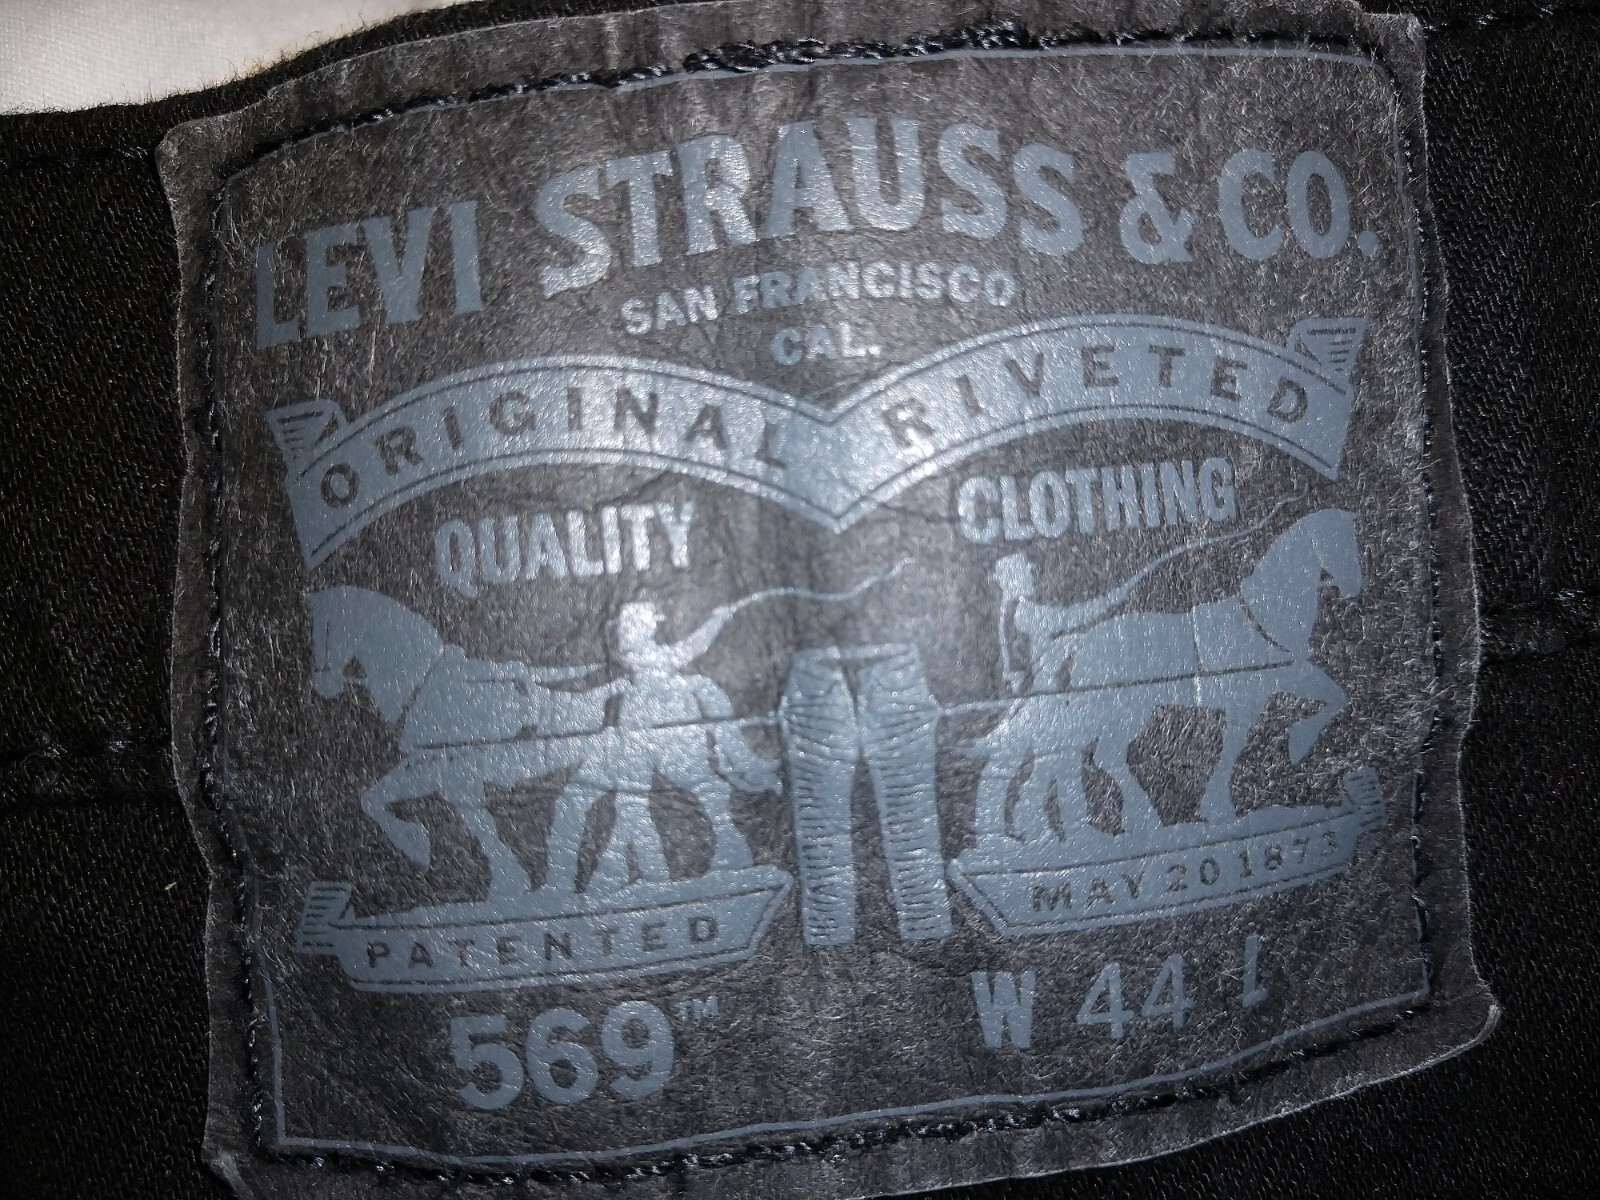 LEVI STRAUSS & CO.
SAN FRANCISCO
CAL.
ORIGINAL RIVETED
QUALITY CLOTHING
PATENTED MAY 20 1873
569™ W 44 L